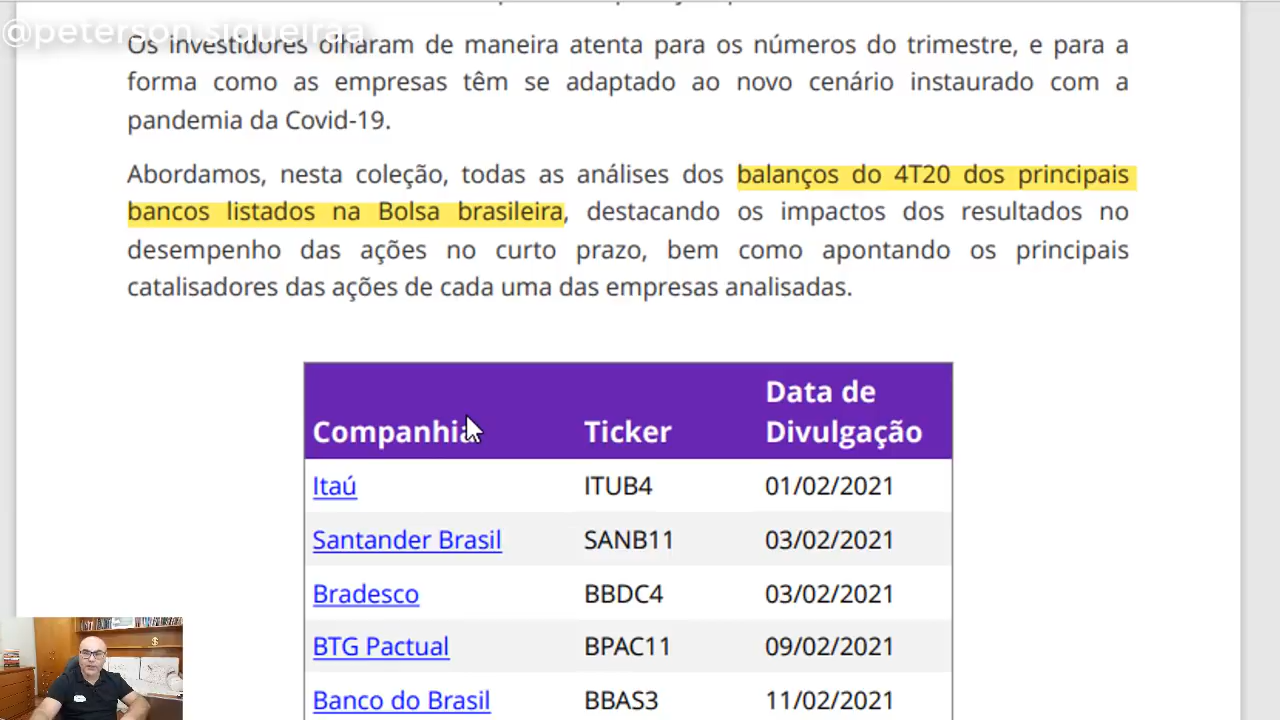 @peterson.siqueiraa
Os investidores olharam de maneira atenta para os números do trimestre, e para a
forma como as empresas têm se adaptado ao novo cenário instaurado com a
pandemia da Covid-19.
Abordamos, nesta coleção, todas as análises dos balanços do 4T20 dos principais
bancos listados na Bolsa brasileira, destacando os impactos dos resultados no
desempenho das ações no curto prazo, bem como apontando os principais
catalisadores das ações de cada uma das empresas analisadas.
Companhia Ticker Data de Divulgação
Itaú ITUB4 01/02/2021
Santander Brasil SANB11 03/02/2021
Bradesco BBDC4 03/02/2021
BTG Pactual BPAC11 09/02/2021
Banco do Brasil BBAS3 11/02/2021